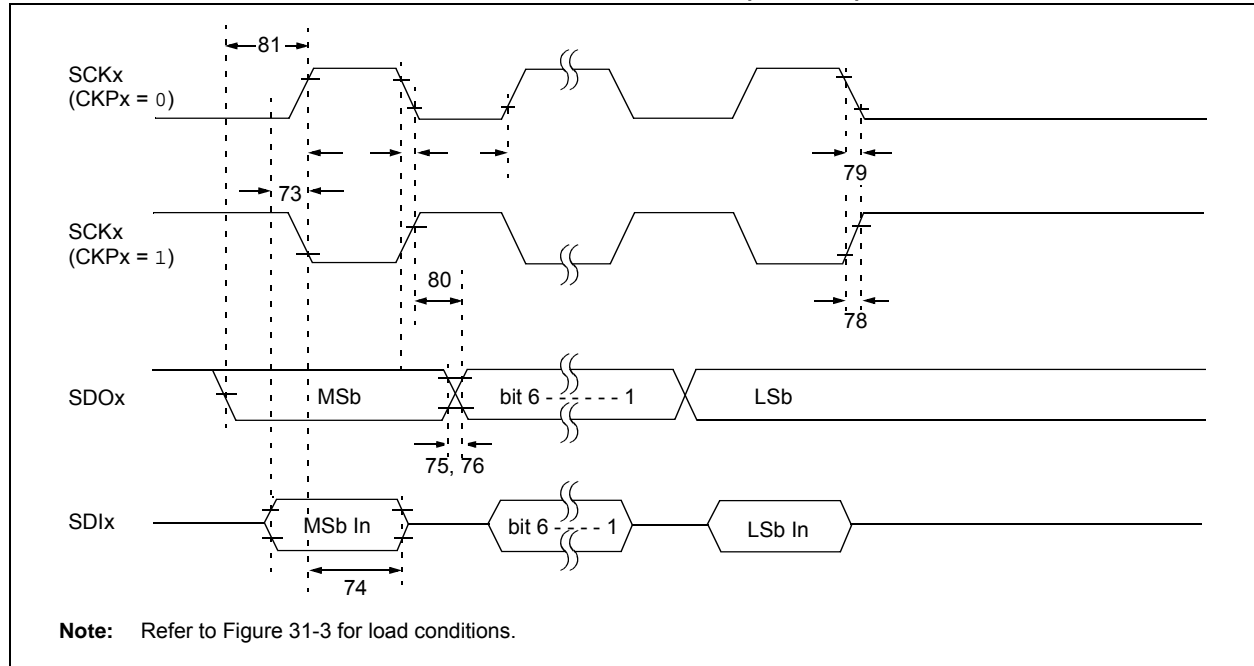 81
SCKx
(CKPx = 0)
73
79
SCKx
(CKPx = 1)
80
78
SDOx
MSb
bit 6 - - - - - - 1
LSb
75, 76
SDIx
MSb In
bit 6 - - - - - 1
LSb In
74
Note: Refer to Figure 31-3 for load conditions.